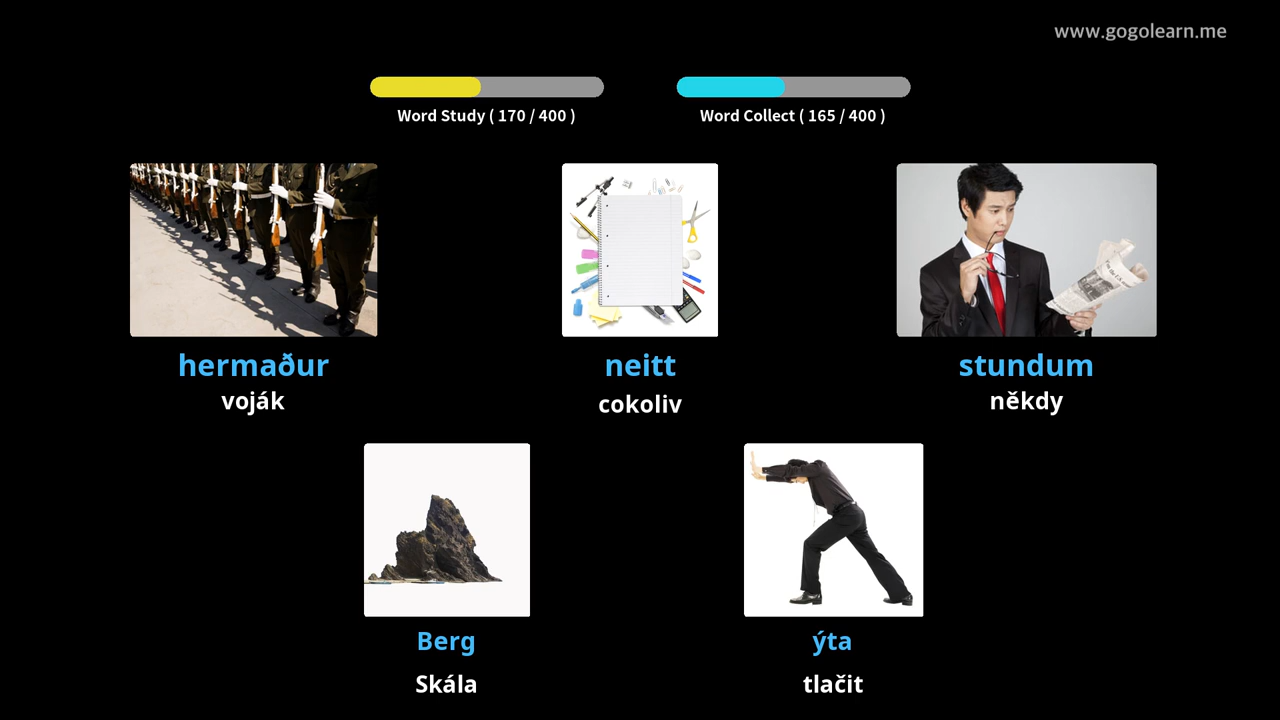 www.gogolearn.me
Word Study ( 170 / 400 )
Word Collect ( 165 / 400 )
hermaður
voják
neitt
cokoliv
stundum
někdy
Berg
Skála
ýta
tlačit